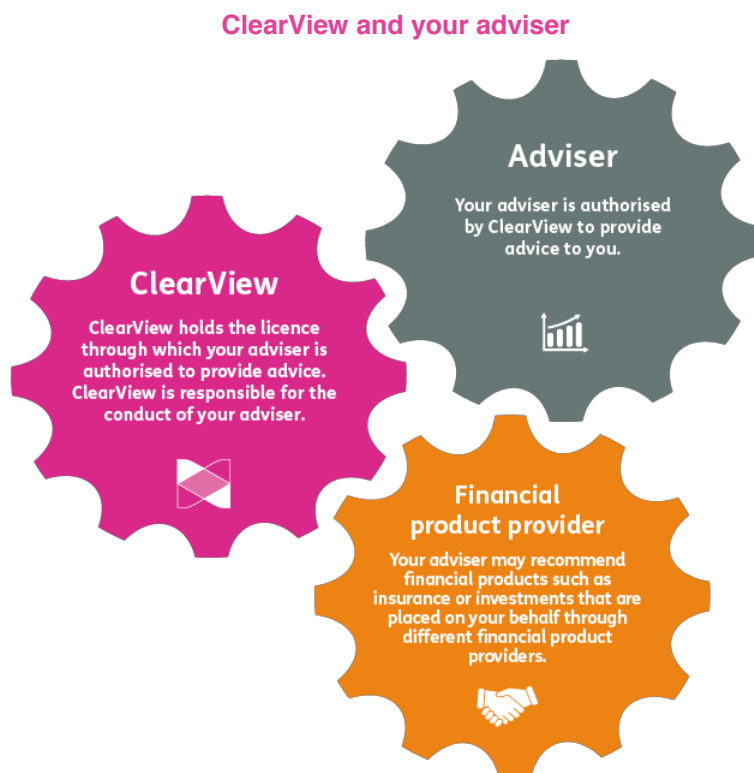 ClearView and your adviser
Adviser
Your adviser is authorised
by ClearView to provide
advice to you.
ClearView
ClearView holds the licence
through which your adviser is
authorised to provide advice.
ClearView is responsible for the
conduct of your adviser.
Financial
product provider
Your adviser may recommend
financial products such as
insurance or investments that are
placed on your behalf through
different financial product
providers.